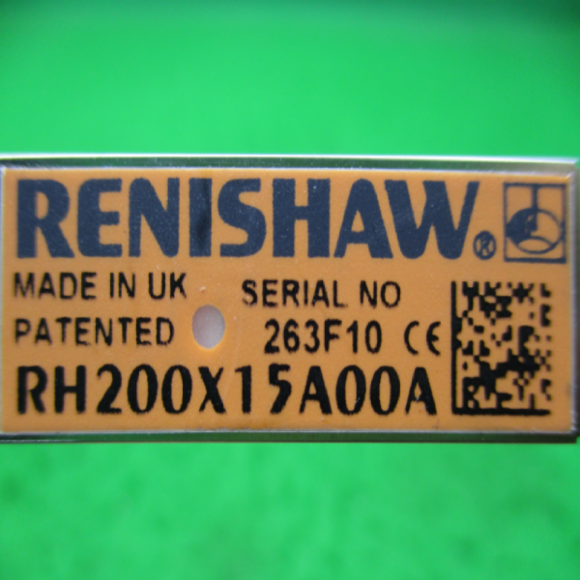 RENISHAW®
MADE IN UK
SERIAL NO
PATENTED
263F10 CE
RH200X15A00A